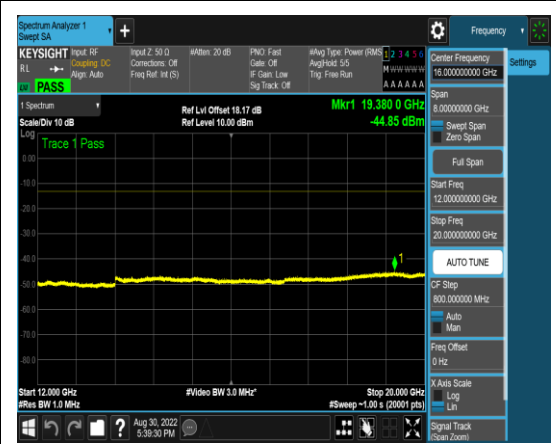 Spectrum Analyzer 1
Swept SA
+
Frequency
KEYSIGHT
Input: RF
Input Z: 50 Ω
#Atten: 20 dB
PNO: Fast
#Avg Type: Power (RMS
1 2 3 4 5 6
RL
Coupling: DC
Corrections: Off
Gate: Off
Avg|Hold: 5/5
M W W W W W
Align: Auto
Freq Ref: Int (S)
IF Gain: Low
Trig: Free Run
PASS
Sig Track: Off
A A A A A A
1 Spectrum
Ref Lvl Offset 18.17 dB
Mkr1 19.380 0 GHz
Scale/Div 10 dB
Ref Level 10.00 dBm
-44.85 dBm
Log
Trace 1 Pass
0.00
-10.0
-20.0
-30.0
-40.0
1
-50.0
-60.0
-70.0
-80.0
Start 12.000 GHz
#Video BW 3.0 MHz*
Stop 20.000 GHz
#Res BW 1.0 MHz
#Sweep ~1.00 s (20001 pts)
?
Aug 30, 2022
5:39:30 PM
Center Frequency
16.000000000 GHz
Settings
Span
8.00000000 GHz
Swept Span
Zero Span
Full Span
Start Freq
12.000000000 GHz
Stop Freq
20.000000000 GHz
AUTO TUNE
CF Step
800.000000 MHz
Auto
Man
Freq Offset
0 Hz
X Axis Scale
Log
Lin
Signal Track
(Span Zoom)